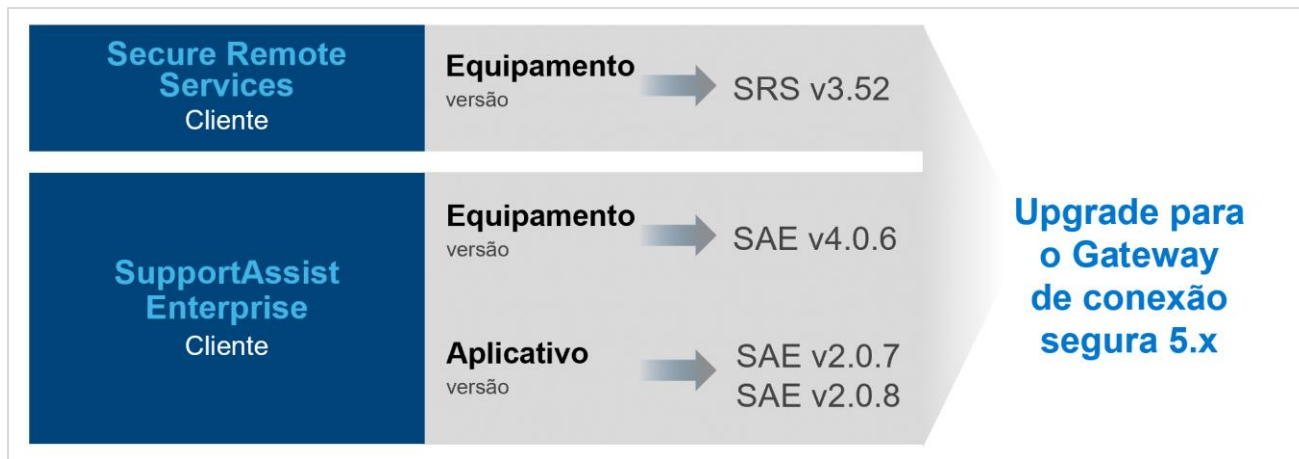 Secure Remote
Services
Cliente
Equipamento
versão
SRS v3.52
SupportAssist
Enterprise
Cliente
Equipamento
versão
SAE v4.0.6
Aplicativo
versão
SAE v2.0.7
SAE v2.0.8
Upgrade para
o Gateway
de conexão
segura 5.x